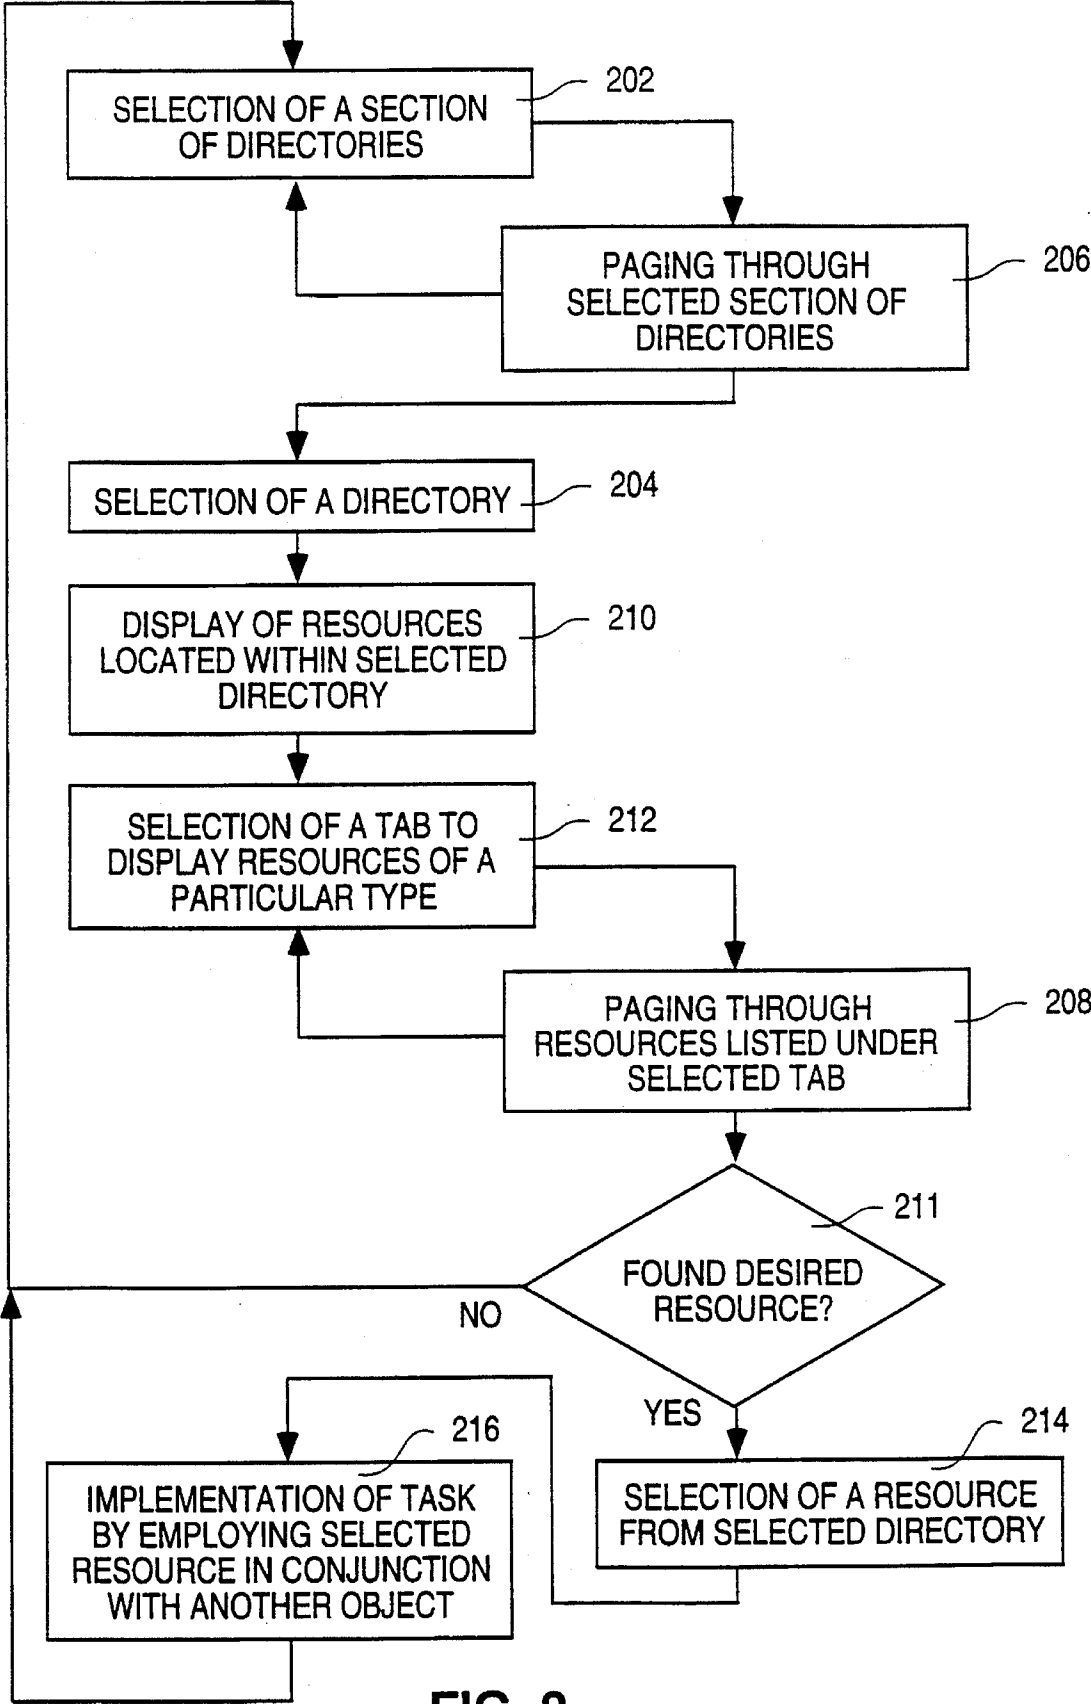 202
SELECTION OF A SECTION
OF DIRECTORIES
206
PAGING THROUGH
SELECTED SECTION OF
DIRECTORIES
204
SELECTION OF A DIRECTORY
210
DISPLAY OF RESOURCES
LOCATED WITHIN SELECTED
DIRECTORY
212
SELECTION OF A TAB TO
DISPLAY RESOURCES OF A
PARTICULAR TYPE
208
PAGING THROUGH
RESOURCES LISTED UNDER
SELECTED TAB
211
FOUND DESIRED
RESOURCE?
NO
YES
214
SELECTION OF A RESOURCE
FROM SELECTED DIRECTORY
216
IMPLEMENTATION OF TASK
BY EMPLOYING SELECTED
RESOURCE IN CONJUNCTION
WITH ANOTHER OBJECT
FIG.